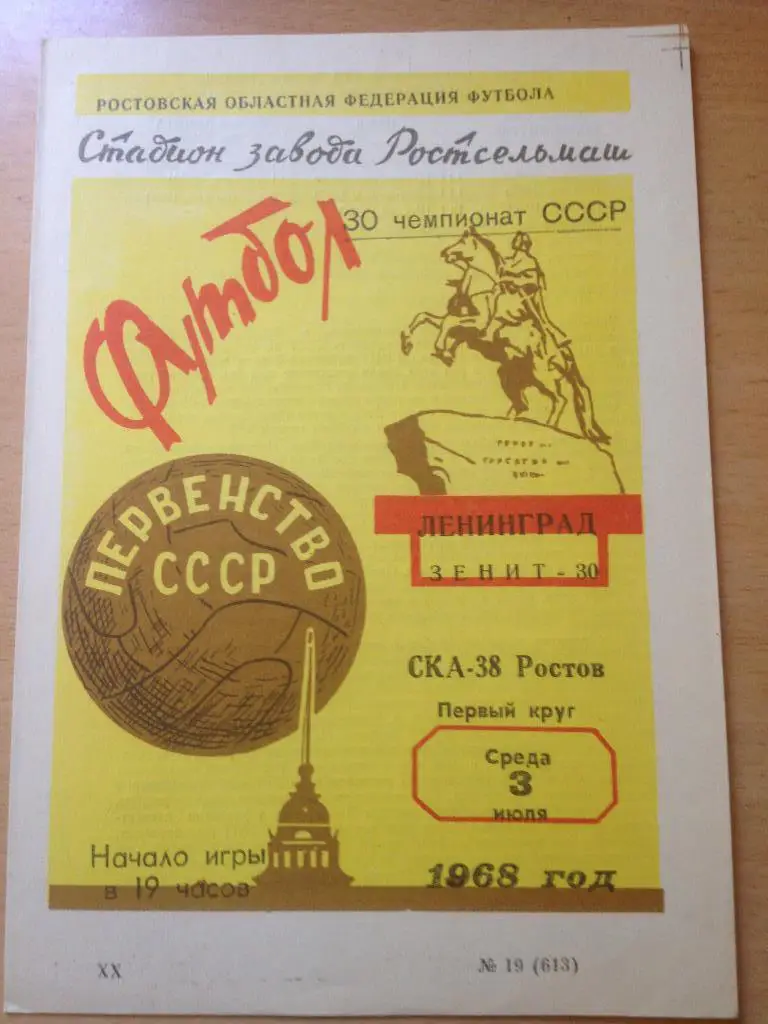 РОСТОВСКАЯ ОБЛАСТНАЯ ФЕДЕРАЦИЯ ФУТБОЛА
Стадион завода Ростсельмаш
Футбол
30 чемпионат СССР
ПЕРВЕНСТВО
СССР
ЛЕНИНГРАД
ЗЕНИТ - 30
СКА-38 Ростов
Первый круг
Среда
3
июля
Начало игры
в 19 часов
1968 год
XX
№ 19 (613)